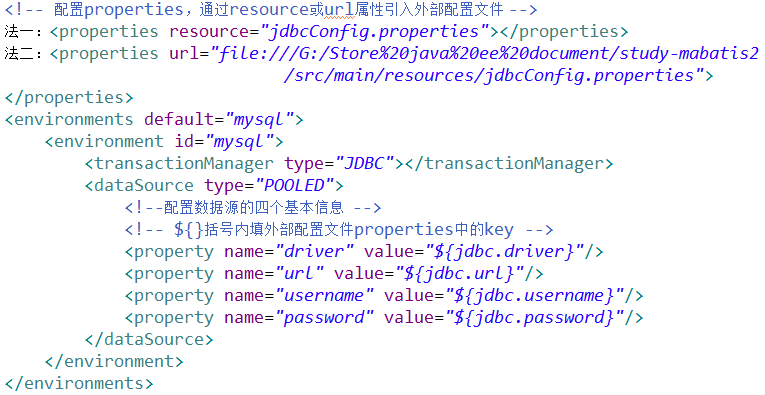 <!-- 配置properties，通过resource或url属性引入外部配置文件 -->
法一：<properties resource="jdbcConfig.properties"></properties>
法二：<properties url="file:///G:/Store%20java%20ee%20document/study-mabatis2
/src/main/resources/jdbcConfig.properties">
</properties>
<environments default="mysql">
<environment id="mysql">
<transactionManager type="JDBC"></transactionManager>
<dataSource type="POOLED">
<!--配置数据源的四个基本信息 -->
<!-- ${}括号内填外部配置文件properties中的key -->
<property name="driver" value="${jdbc.driver}"/>
<property name="url" value="${jdbc.url}"/>
<property name="username" value="${jdbc.username}"/>
<property name="password" value="${jdbc.password}"/>
</dataSource>
</environment>
</environments>